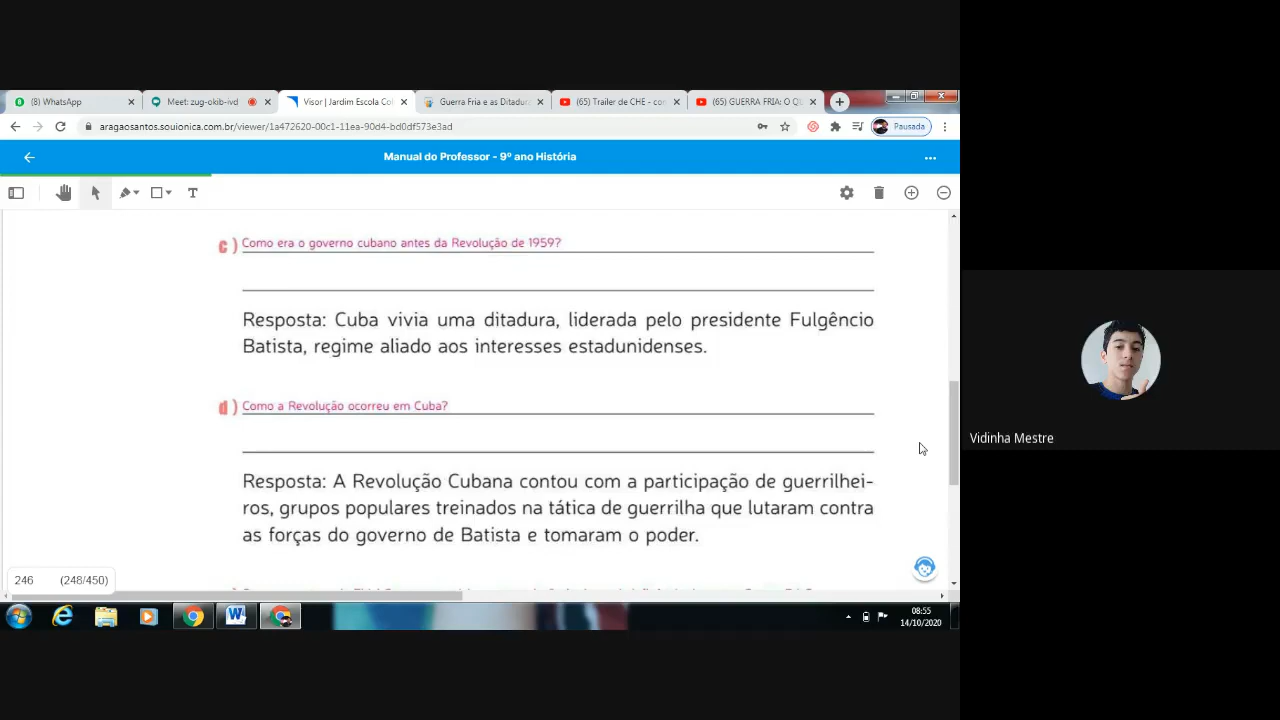 (8) WhatsApp
Meet: zug-okib-ivd
Visor | Jardim Escola Col
Guerra Fria e as Ditadur
(65) Trailer de CHE - con
(65) GUERRA FRIA: O QU
aragaosantos.souionica.com.br/viewer/1a472620-00c1-11ea-90d4-bd0df573e3ad
Pausada
Manual do Professor - 9º ano História
T
c ) Como era o governo cubano antes da Revolução de 1959?
Resposta: Cuba vivia uma ditadura, liderada pelo presidente Fulgêncio
Batista, regime aliado aos interesses estadunidenses.
d ) Como a Revolução ocorreu em Cuba?
Resposta: A Revolução Cubana contou com a participação de guerrilhei-
ros, grupos populares treinados na tática de guerrilha que lutaram contra
as forças do governo de Batista e tomaram o poder.
246 (248/450)
08:55
14/10/2020
Vidinha Mestre